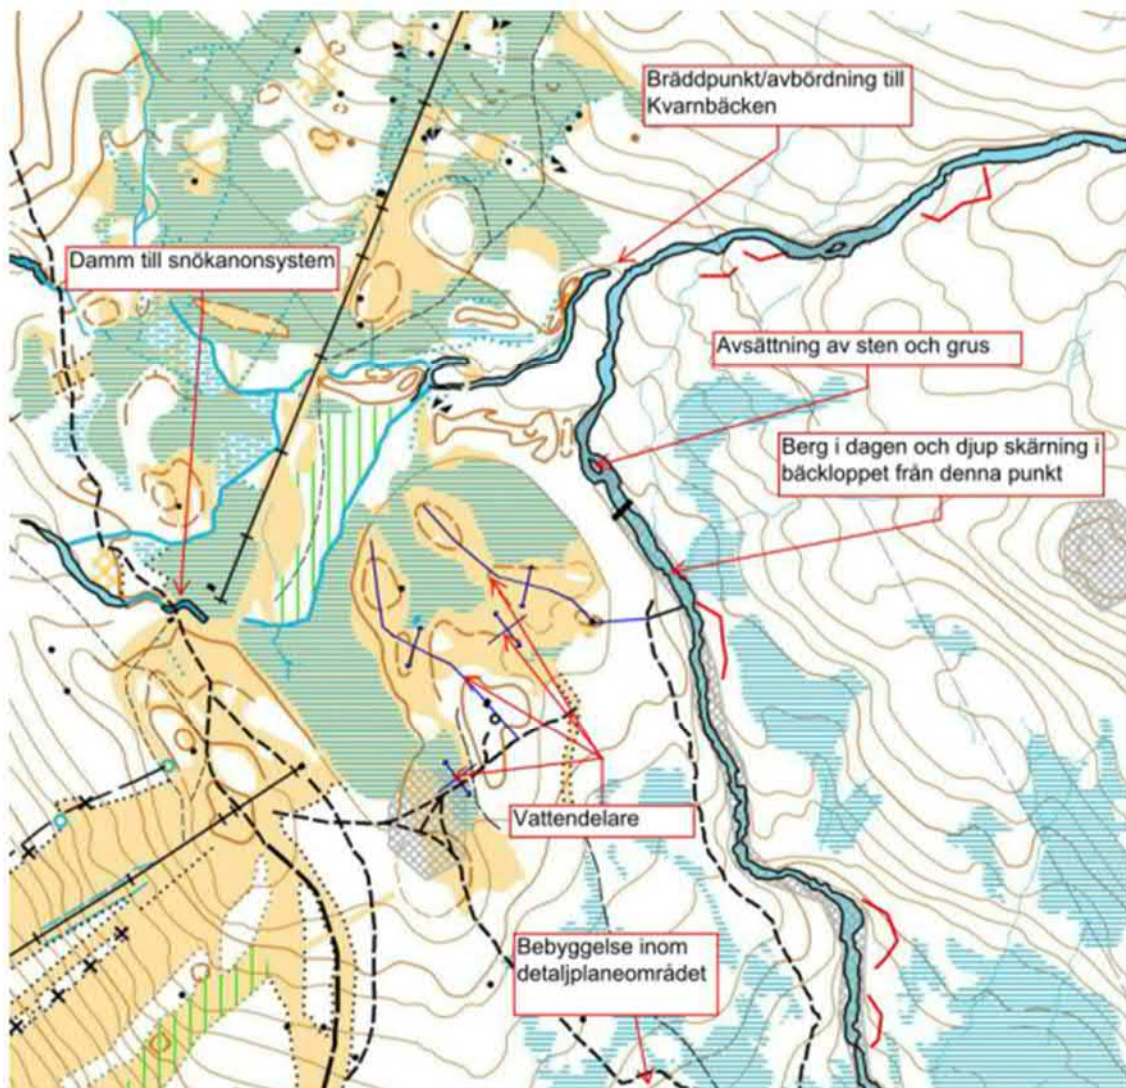 Bräddpunkt/avbördning till
Kvarnbäcken
Damm till snökanonsystem
Avsättning av sten och grus
Berg i dagen och djup skärning i
bäckloppet från denna punkt
Vattendelare
Bebyggelse inom
detaljplaneområdet